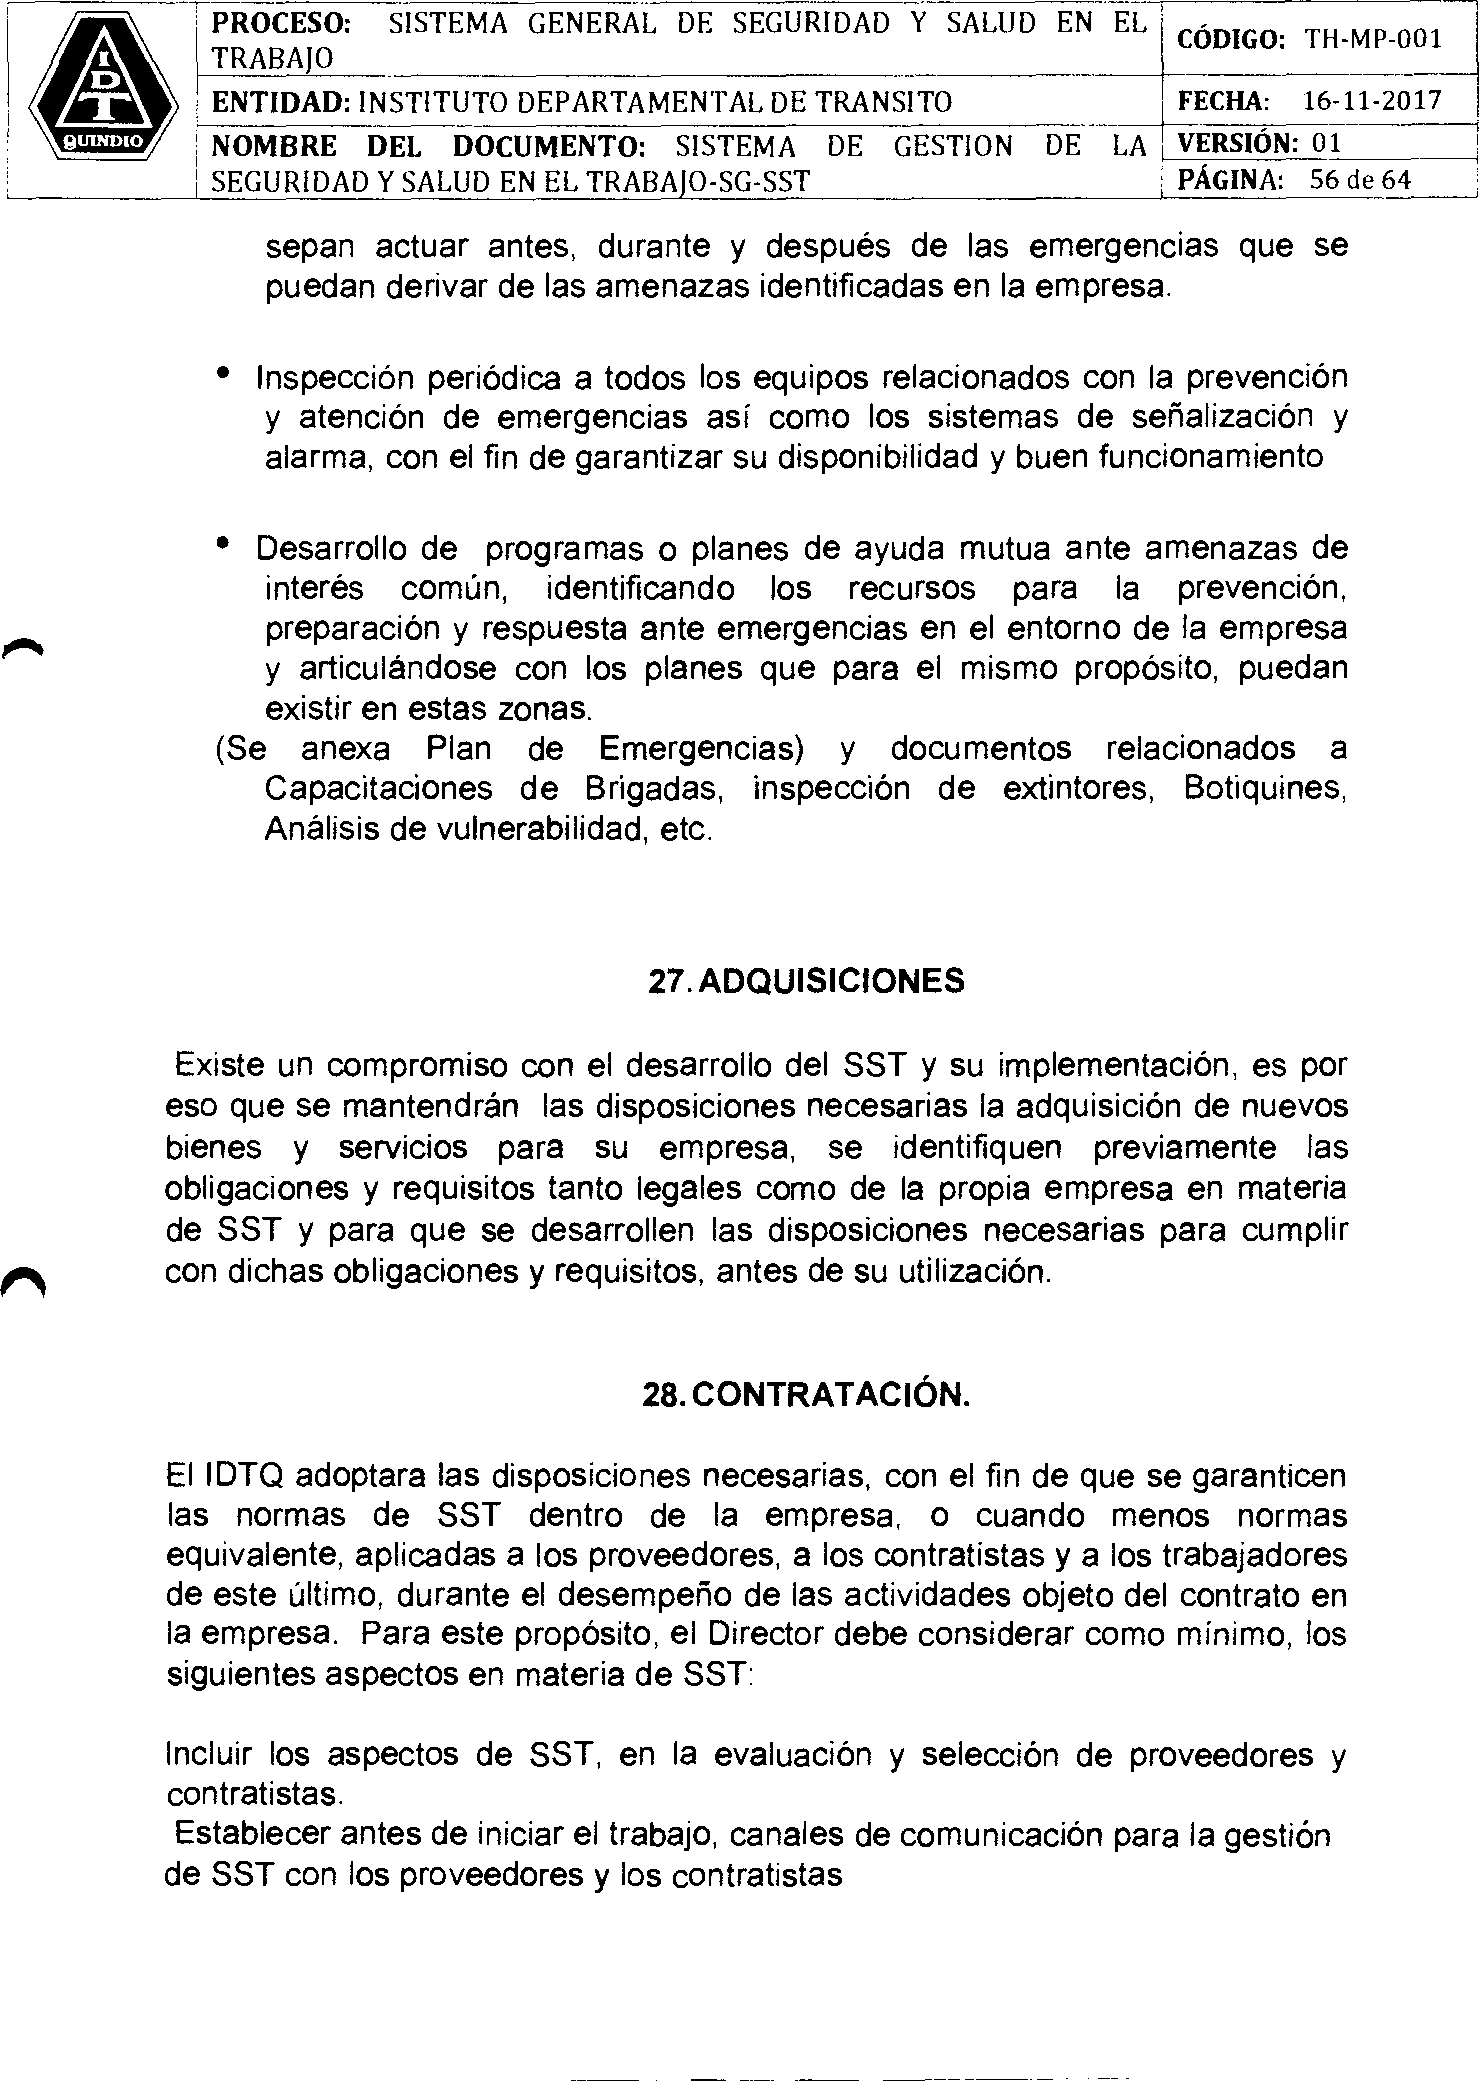 IDT
QUINDIO
PROCESO: SISTEMA GENERAL DE SEGURIDAD Y SALUD EN EL
TRABAJO
CÓDIGO: TH-MP-001
ENTIDAD: INSTITUTO DEPARTAMENTAL DE TRANSITO
FECHA: 16-11-2017
NOMBRE DEL DOCUMENTO: SISTEMA DE GESTION DE LA
SEGURIDAD Y SALUD EN EL TRABAJO-SG-SST
VERSIÓN: 01
PÁGINA: 56 de 64
sepan actuar antes, durante y después de las emergencias que se
puedan derivar de las amenazas identificadas en la empresa.
• Inspección periódica a todos los equipos relacionados con la prevención
y atención de emergencias así como los sistemas de señalización y
alarma, con el fin de garantizar su disponibilidad y buen funcionamiento
• Desarrollo de programas o planes de ayuda mutua ante amenazas de
interés común, identificando los recursos para la prevención,
preparación y respuesta ante emergencias en el entorno de la empresa
y articulándose con los planes que para el mismo propósito, puedan
existir en estas zonas.
(Se anexa Plan de Emergencias) y documentos relacionados a
Capacitaciones de Brigadas, inspección de extintores, Botiquines,
Análisis de vulnerabilidad, etc.
27. ADQUISICIONES
Existe un compromiso con el desarrollo del SST y su implementación, es por
eso que se mantendrán las disposiciones necesarias la adquisición de nuevos
bienes y servicios para su empresa, se identifiquen previamente las
obligaciones y requisitos tanto legales como de la propia empresa en materia
de SST y para que se desarrollen las disposiciones necesarias para cumplir
con dichas obligaciones y requisitos, antes de su utilización.
28. CONTRATACIÓN.
El IDTQ adoptara las disposiciones necesarias, con el fin de que se garanticen
las normas de SST dentro de la empresa, o cuando menos normas
equivalente, aplicadas a los proveedores, a los contratistas y a los trabajadores
de este último, durante el desempeño de las actividades objeto del contrato en
la empresa. Para este propósito, el Director debe considerar como mínimo, los
siguientes aspectos en materia de SST:
Incluir los aspectos de SST, en la evaluación y selección de proveedores y
contratistas.
Establecer antes de iniciar el trabajo, canales de comunicación para la gestión
de SST con los proveedores y los contratistas